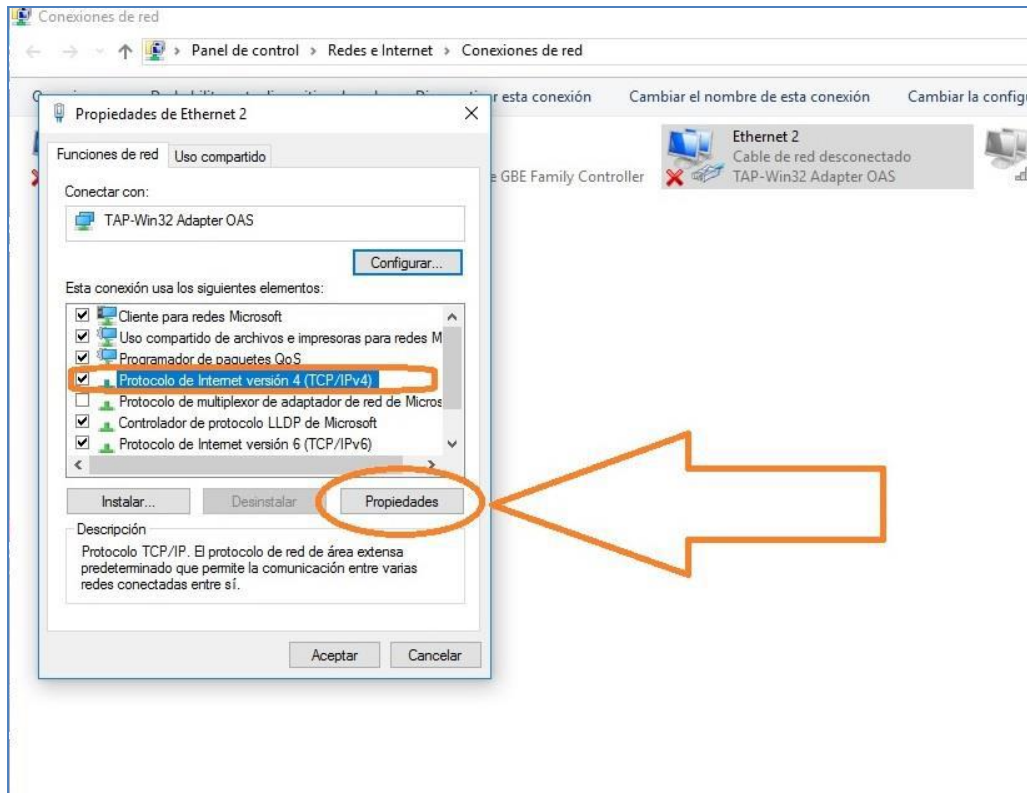 Conexiones de red
Panel de control > Redes e Internet > Conexiones de red
r esta conexión Cambiar el nombre de esta conexión Cambiar la config
Propiedades de Ethernet 2
Funciones de red Uso compartido
Conectar con:
TAP-Win32 Adapter OAS
Configurar...
Esta conexión usa los siguientes elementos:
Cliente para redes Microsoft
Uso compartido de archivos e impresoras para redes M
Programador de paquetes QoS
Protocolo de Internet versión 4 (TCP/IPv4)
Protocolo de multiplexor de adaptador de red de Micros
Controlador de protocolo LLDP de Microsoft
Protocolo de Internet versión 6 (TCP/IPv6)
Instalar... Desinstalar Propiedades
Descripción
Protocolo TCP/IP. El protocolo de red de área extensa
predeterminado que permite la comunicación entre varias
redes conectadas entre sí.
Aceptar Cancelar
e GBE Family Controller
Ethernet 2
Cable de red desconectado
TAP-Win32 Adapter OAS